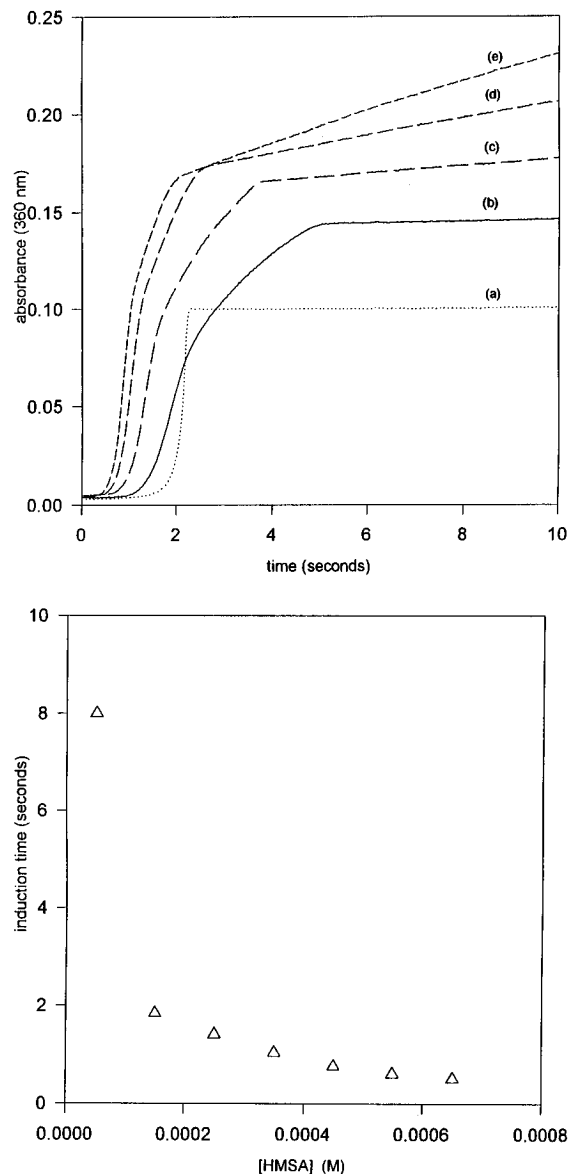 0.25
0.20
0.15
0.10
0.05
0.00
absorbance (360 nm)
(e)
(d)
(c)
(b)
(a)
0 2 4 6 8 10
time (seconds)
10
8
6
4
2
0
induction time (seconds)
0.0000 0.0002 0.0004 0.0006 0.0008
[HMSA] (M)